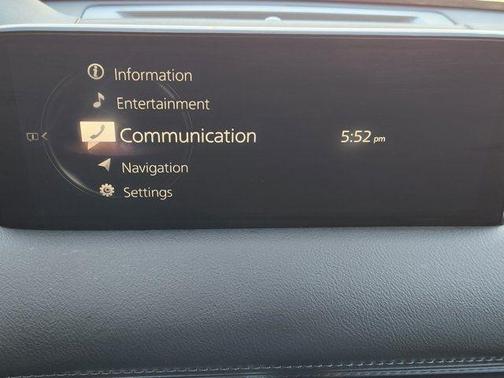 Information
Entertainment
Communication
5:52 pm
Navigation
Settings